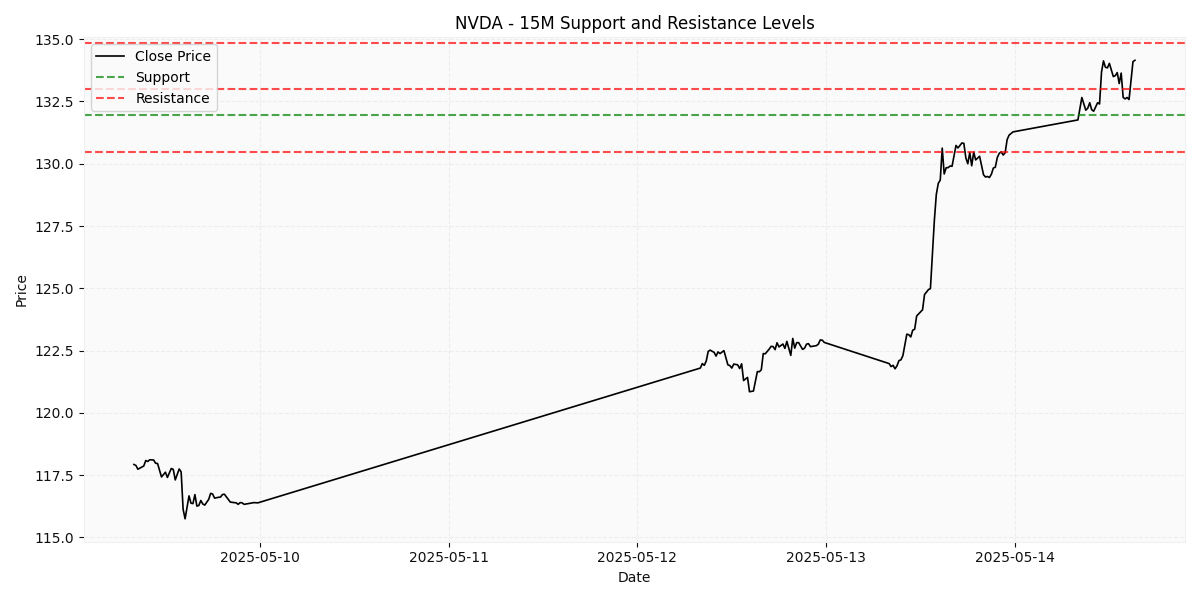 NVDA - 15M Support and Resistance Levels
Close Price
Support
Resistance
Price
135.0
132.5
130.0
127.5
125.0
122.5
120.0
117.5
115.0
2025-05-10
2025-05-11
2025-05-12
2025-05-13
2025-05-14
Date